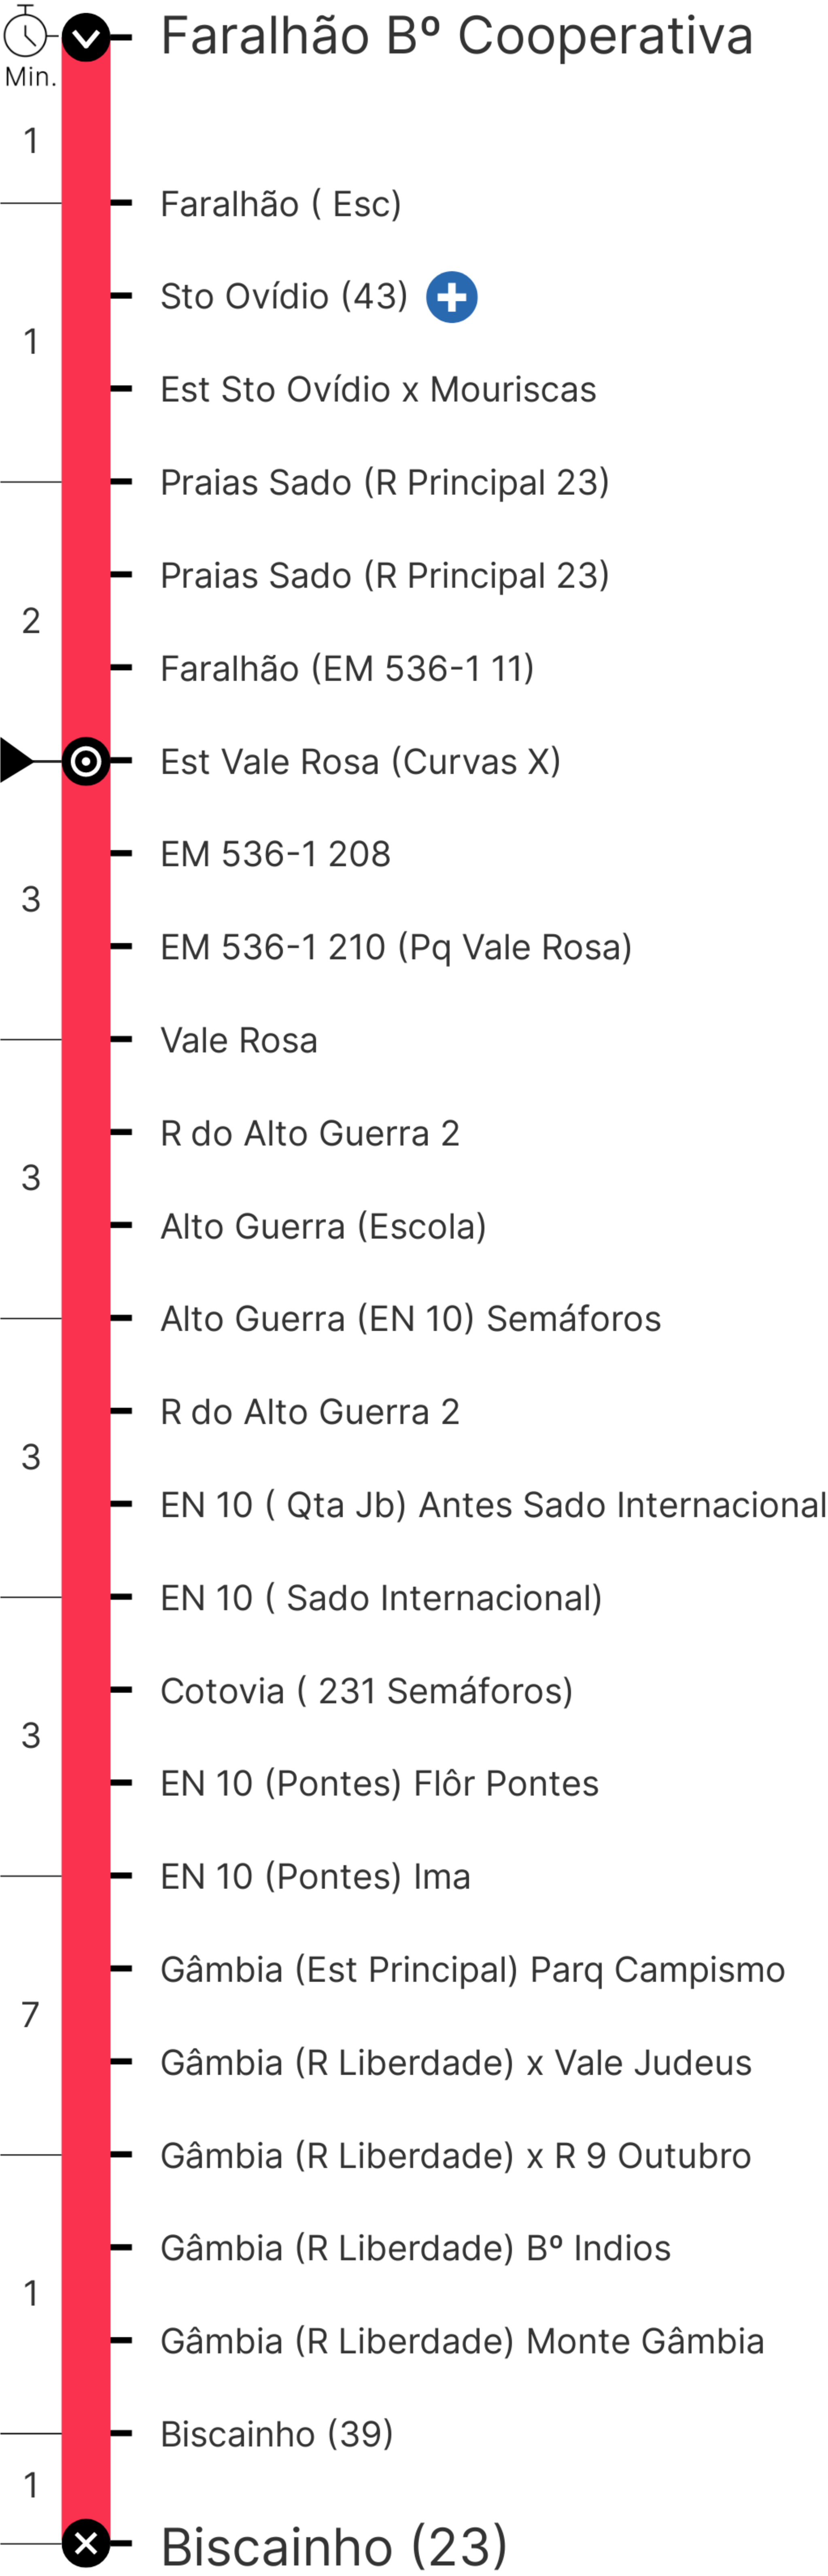 Faralhão Bº Cooperativa
Min.
1
Faralhão ( Esc)
Sto Ovídio (43)
1
Est Sto Ovídio x Mouriscas
Praias Sado (R Principal 23)
Praias Sado (R Principal 23)
2
Faralhão (EM 536-1 11)
Est Vale Rosa (Curvas X)
EM 536-1 208
3
EM 536-1 210 (Pq Vale Rosa)
Vale Rosa
R do Alto Guerra 2
3
Alto Guerra (Escola)
Alto Guerra (EN 10) Semáforos
R do Alto Guerra 2
3
EN 10 ( Qta Jb) Antes Sado Internacional
EN 10 ( Sado Internacional)
Cotovia ( 231 Semáforos)
3
EN 10 (Pontes) Flôr Pontes
EN 10 (Pontes) Ima
Gâmbia (Est Principal) Parq Campismo
7
Gâmbia (R Liberdade) x Vale Judeus
Gâmbia (R Liberdade) x R 9 Outubro
Gâmbia (R Liberdade) Bº Indios
1
Gâmbia (R Liberdade) Monte Gâmbia
Biscainho (39)
1
Biscainho (23)